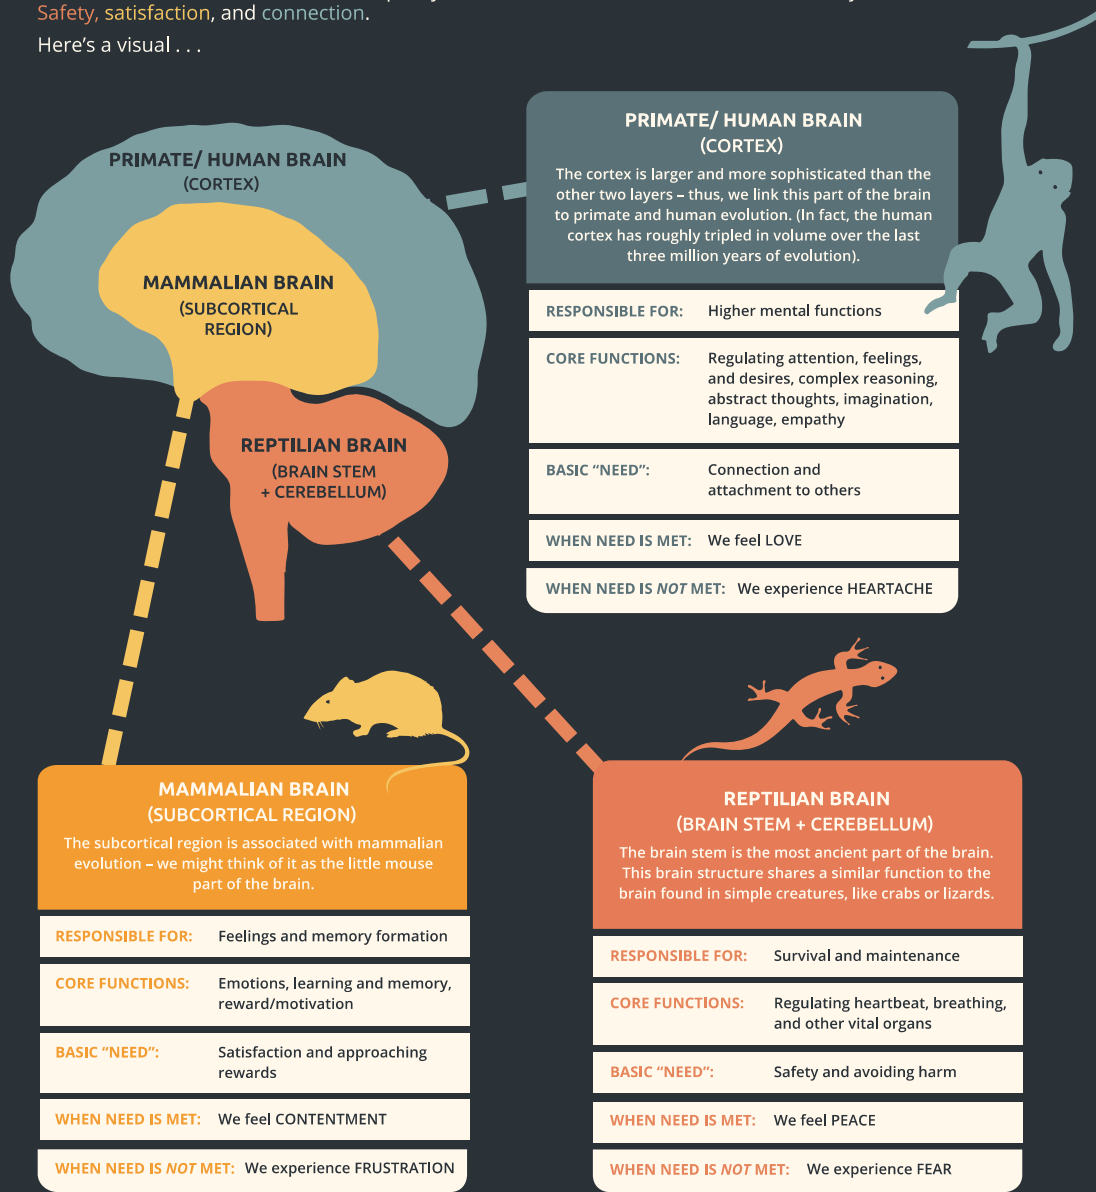 Safety, satisfaction, and connection.
Here's a visual . . .
PRIMATE/ HUMAN BRAIN
(CORTEX)
MAMMALIAN BRAIN
(SUBCORTICAL
REGION)
REPTILIAN BRAIN
(BRAIN STEM
+ CEREBELLUM)
PRIMATE/ HUMAN BRAIN
(CORTEX)
The cortex is larger and more sophisticated than the
other two layers – thus, we link this part of the brain
to primate and human evolution. (In fact, the human
cortex has roughly tripled in volume over the last
three million years of evolution).
RESPONSIBLE FOR: Higher mental functions
CORE FUNCTIONS: Regulating attention, feelings,
and desires, complex reasoning,
abstract thoughts, imagination,
language, empathy
BASIC “NEED”: Connection and
attachment to others
WHEN NEED IS MET: We feel LOVE
WHEN NEED IS NOT MET: We experience HEARTACHE
MAMMALIAN BRAIN
(SUBCORTICAL REGION)
The subcortical region is associated with mammalian
evolution – we might think of it as the little mouse
part of the brain.
RESPONSIBLE FOR: Feelings and memory formation
CORE FUNCTIONS: Emotions, learning and memory,
reward/motivation
BASIC “NEED”: Satisfaction and approaching
rewards
WHEN NEED IS MET: We feel CONTENTMENT
WHEN NEED IS NOT MET: We experience FRUSTRATION
REPTILIAN BRAIN
(BRAIN STEM + CEREBELLUM)
The brain stem is the most ancient part of the brain.
This brain structure shares a similar function to the
brain found in simple creatures, like crabs or lizards.
RESPONSIBLE FOR: Survival and maintenance
CORE FUNCTIONS: Regulating heartbeat, breathing,
and other vital organs
BASIC “NEED”: Safety and avoiding harm
WHEN NEED IS MET: We feel PEACE
WHEN NEED IS NOT MET: We experience FEAR